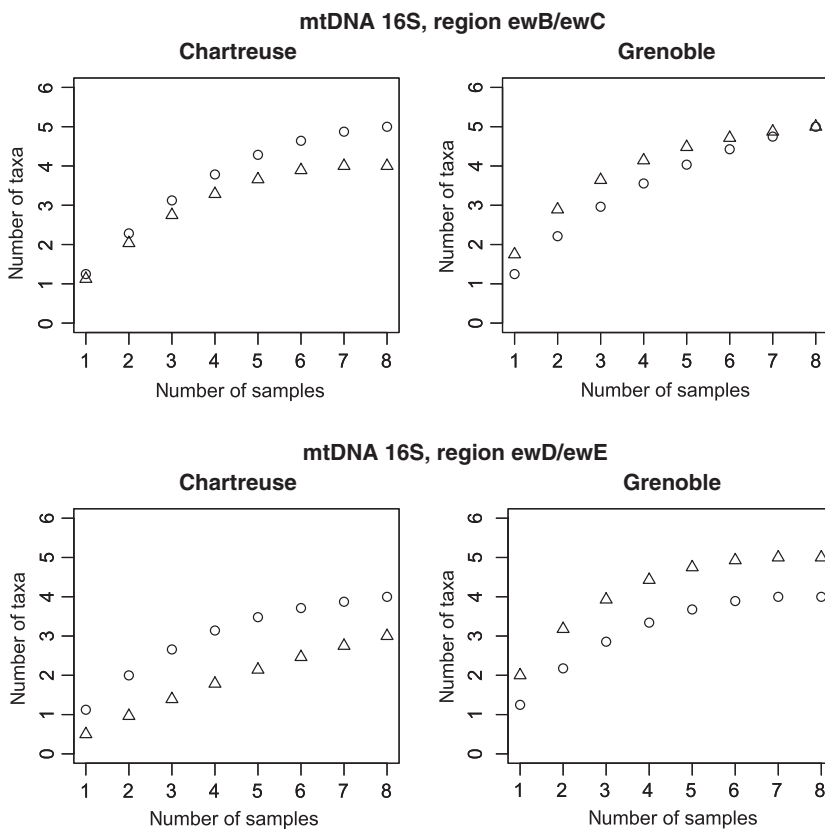 mtDNA 16S, region ewB/ewC
Chartreuse
Number of taxa
0 1 2 3 4 5 6
1 2 3 4 5 6 7 8
Number of samples
Grenoble
Number of taxa
0 1 2 3 4 5 6
1 2 3 4 5 6 7 8
Number of samples
mtDNA 16S, region ewD/ewE
Chartreuse
Number of taxa
0 1 2 3 4 5 6
1 2 3 4 5 6 7 8
Number of samples
Grenoble
Number of taxa
0 1 2 3 4 5 6
1 2 3 4 5 6 7 8
Number of samples